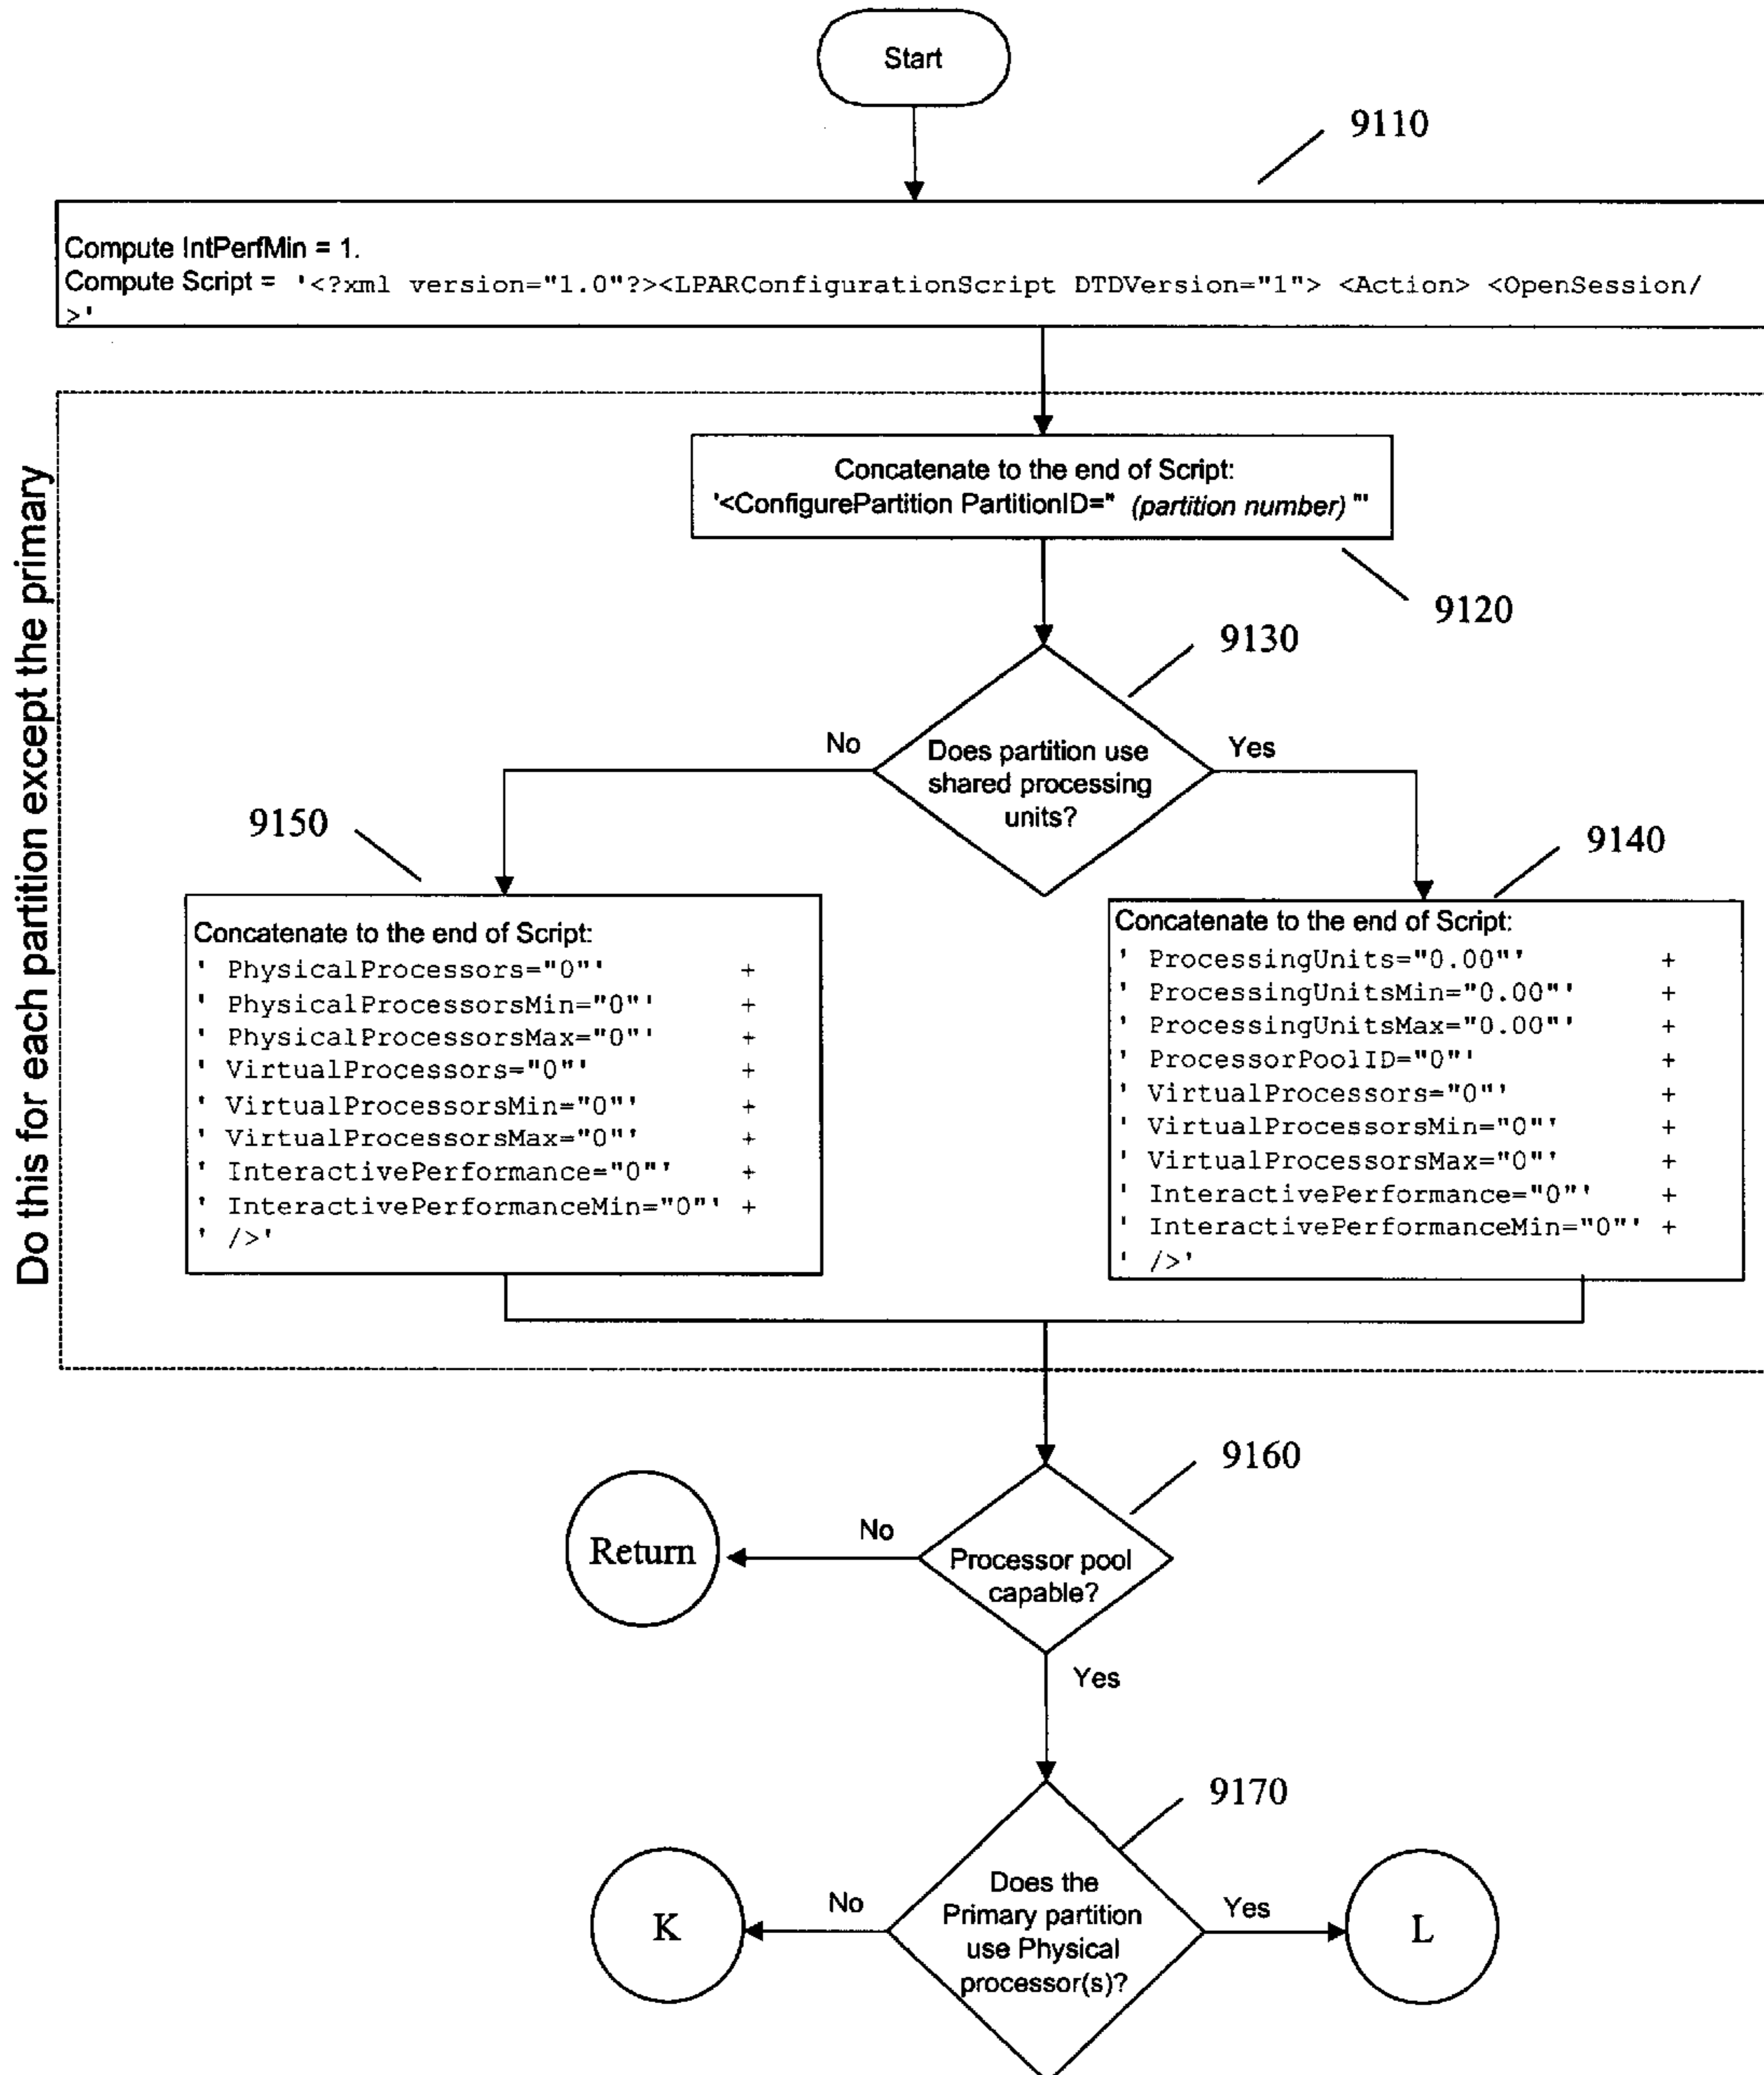 Start
9110
Compute IntPerfMin = 1.
Compute Script = '<?xml version="1.0"?><LPARConfigurationScript DTDVersion="1"> <Action> <OpenSession/
>'
Do this for each partition except the primary
Concatenate to the end of Script:
'<ConfigurePartition PartitionID=" (partition number) "'
9120
9130
No
Does partition use
shared processing
units?
Yes
9150
Concatenate to the end of Script:
' PhysicalProcessors="0"' +
' PhysicalProcessorsMin="0"' +
' PhysicalProcessorsMax="0"' +
' VirtualProcessors="0"' +
' VirtualProcessorsMin="0"' +
' VirtualProcessorsMax="0"' +
' InteractivePerformance="0"' +
' InteractivePerformanceMin="0"' +
' />'
9140
Concatenate to the end of Script:
' ProcessingUnits="0.00"' +
' ProcessingUnitsMin="0.00"' +
' ProcessingUnitsMax="0.00"' +
' ProcessorPoolID="0"' +
' VirtualProcessors="0"' +
' VirtualProcessorsMin="0"' +
' VirtualProcessorsMax="0"' +
' InteractivePerformance="0"' +
' InteractivePerformanceMin="0"' +
' />'
9160
Return
No
Processor pool
capable?
Yes
9170
K
No
Does the
Primary partition
use Physical
processor(s)?
Yes
L